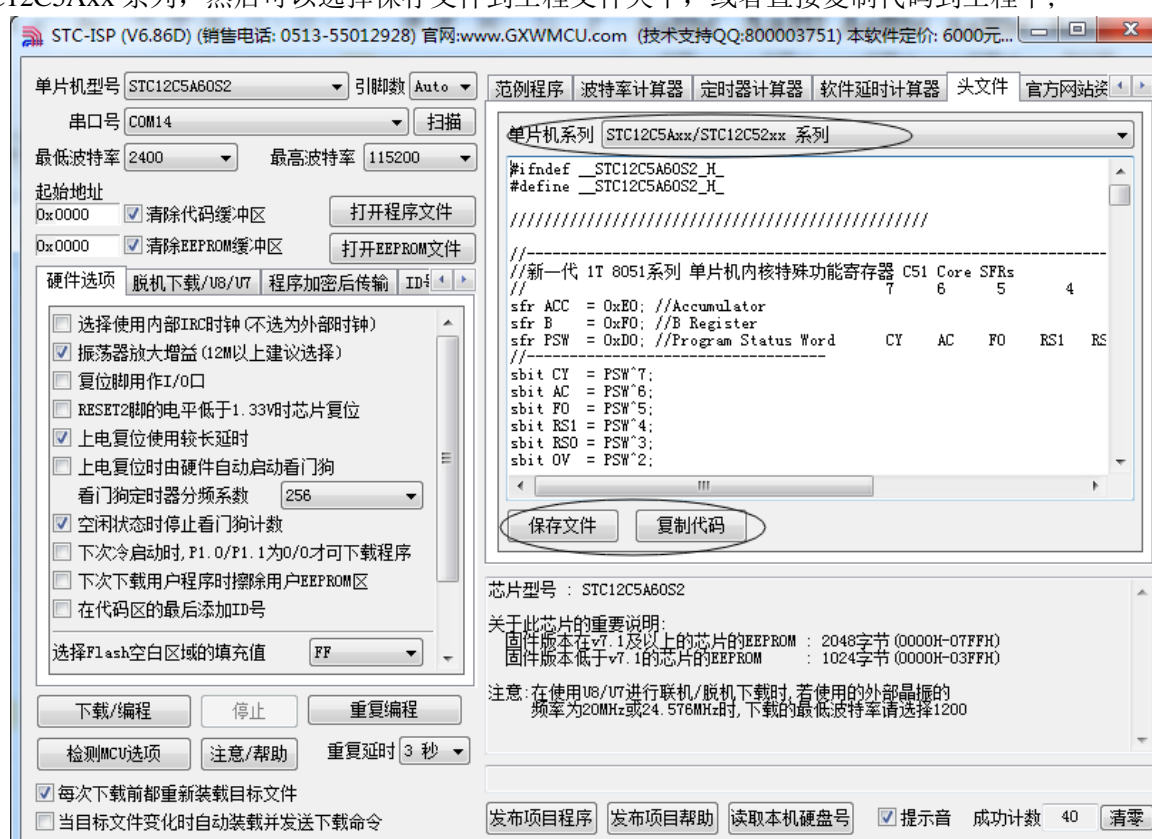 12C5Axx 系列，然后可以选择保存文件到工程文件夹下，或者直接复制代码到工程中；
STC-ISP (V6.86D) (销售电话: 0513-55012928) 官网:www.GXWMCU.com (技术支持QQ:800003751) 本软件定价: 6000元...
单片机型号 STC12C5A60S2 引脚数 Auto
串口号 COM14 扫描
最低波特率 2400 最高波特率 115200
起始地址
0x0000 清除代码缓冲区 打开程序文件
0x0000 清除EEPROM缓冲区 打开EEPROM文件
硬件选项 脱机下载/U8/U7 程序加密后传输
选择使用内部IRC时钟(不选为外部时钟)
振荡器放大增益(12M以上建议选择)
复位脚用作I/O口
RESET2脚的电平低于1.33V时芯片复位
上电复位使用较长延时
上电复位时由硬件自动启动看门狗
看门狗定时器分频系数 256
空闲状态时停止看门狗计数
下次冷启动时,P1.0/P1.1为0/0才可下载程序
下次下载用户程序时擦除用户EEPROM区
在代码区的最后添加ID号
选择Flash空白区域的填充值 FF
下载/编程 停止 重复编程
检测MCU选项 注意/帮助 重复延时 3 秒
每次下载前都重新装载目标文件
当目标文件变化时自动装载并发送下载命令
范例程序 波特率计算器 定时器计算器 软件延时计算器 头文件 官方网站资
单片机系列 STC12C5Axx/STC12C52xx 系列
#ifndef __STC12C5A60S2_H_
#define __STC12C5A60S2_H_
/////////////////////////////////////////////////
//--------------------------------------------------------------------------------
//新一代 1T 8051系列 单片机内核特殊功能寄存器 C51 Core SFRs
// 7 6 5 4
sfr ACC = 0xE0; //Accumulator
sfr B = 0xF0; //B Register
sfr PSW = 0xD0; //Program Status Word CY AC F0 RS1 RS
//-----------------------------------
sbit CY = PSW^7;
sbit AC = PSW^6;
sbit F0 = PSW^5;
sbit RS1 = PSW^4;
sbit RS0 = PSW^3;
sbit OV = PSW^2;
保存文件 复制代码
芯片型号 : STC12C5A60S2
关于此芯片的重要说明:
固件版本在v7.1及以上的芯片的EEPROM : 2048字节(0000H-07FFH)
固件版本低于v7.1的芯片的EEPROM : 1024字节(0000H-03FFH)
注意:在使用U8/U7进行联机/脱机下载时,若使用的外部晶振的
频率为20MHz或24.576MHz时,下载的最低波特率请选择1200
发布项目程序 发布项目帮助 读取本机硬盘号 提示音 成功计数 40 清零